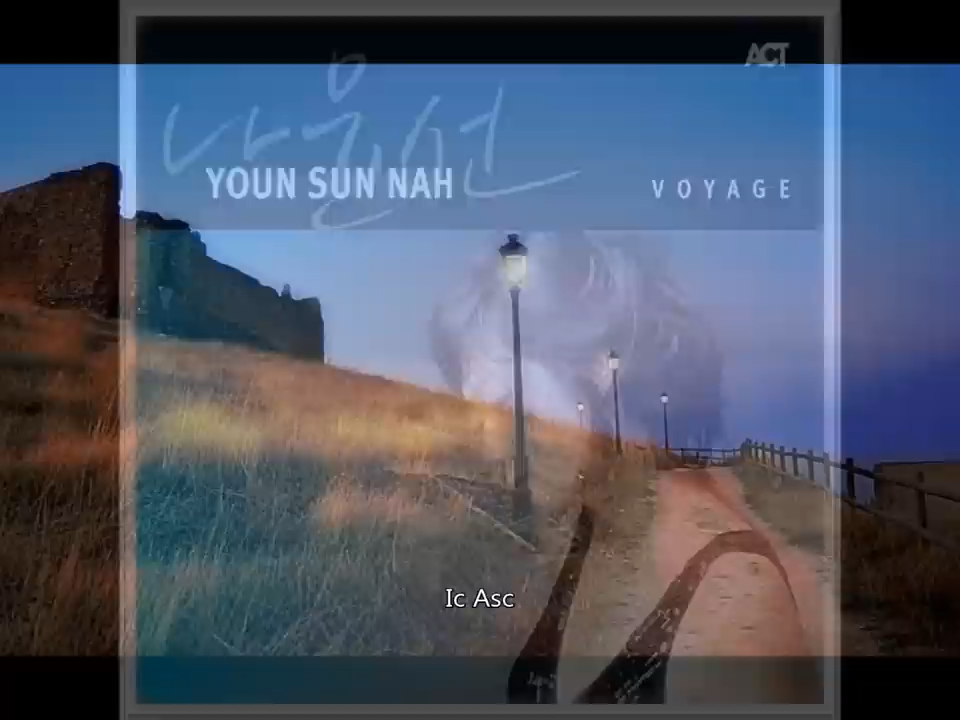 ACT
나윤선
YOUN SUN NAH
VOYAGE
Ic Asc